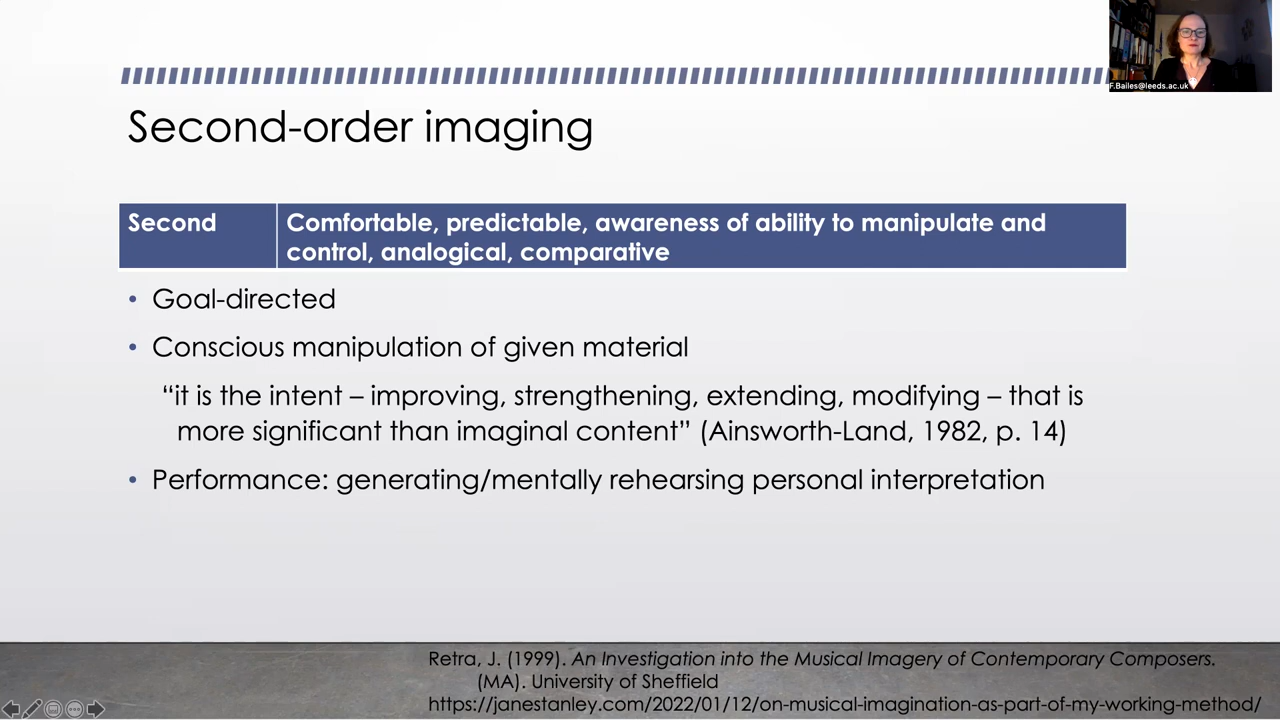 F.Bailes@leeds.ac.uk
Second-order imaging
Second
Comfortable, predictable, awareness of ability to manipulate and
control, analogical, comparative
• Goal-directed
• Conscious manipulation of given material
“it is the intent – improving, strengthening, extending, modifying – that is
more significant than imaginal content” (Ainsworth-Land, 1982, p. 14)
• Performance: generating/mentally rehearsing personal interpretation
Retra, J. (1999). An Investigation into the Musical Imagery of Contemporary Composers.
(MA). University of Sheffield
https://janestanley.com/2022/01/12/on-musical-imagination-as-part-of-my-working-method/